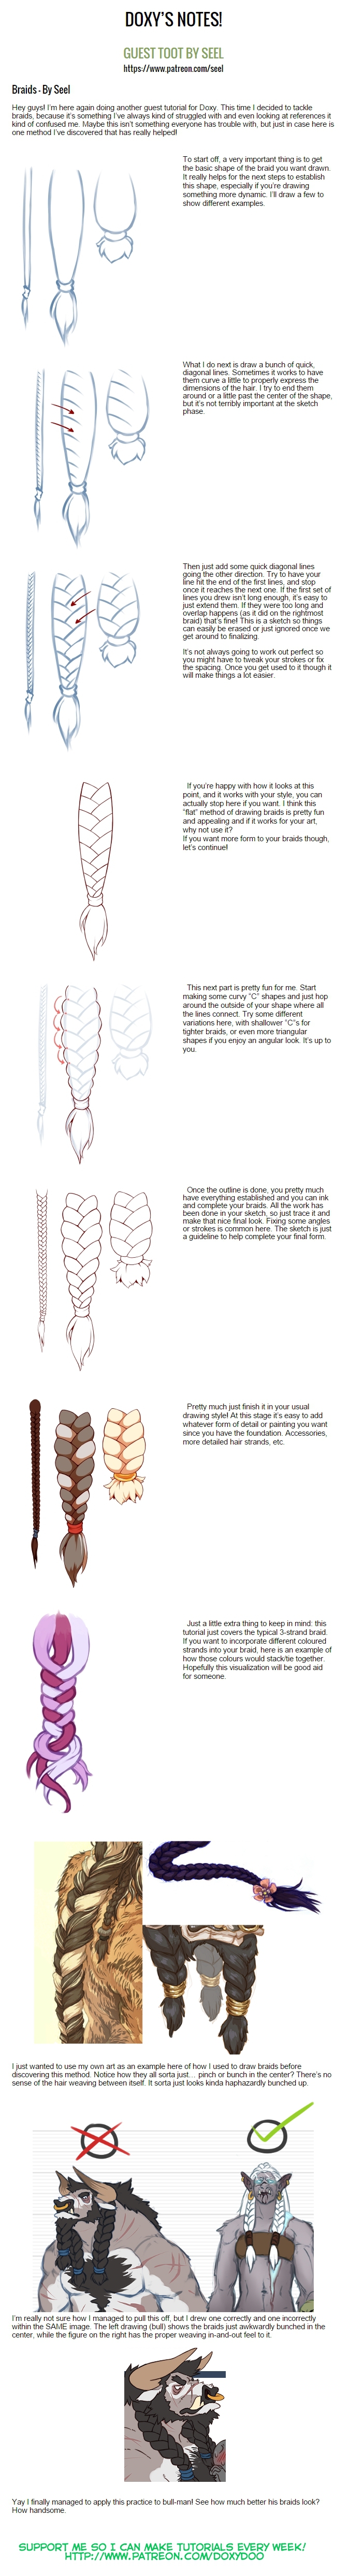 DOXY'S NOTES!
GUEST TOOT BY SEEL
https://www.patreon.com/seel
Braids - By Seel
Hey guys! I'm here again doing another guest tutorial for Doxy. This time I decided to tackle
braids, because it's something I've always kind of struggled with and even looking at references it
kind of confused me. Maybe this isn't something everyone has trouble with, but just in case here is
one method I've discovered that has really helped!
To start off, a very important thing is to get
the basic shape of the braid you want drawn.
It really helps for the next steps to establish
this shape, especially if you're drawing
something more dynamic. I'll draw a few to
show different examples.
What I do next is draw a bunch of quick,
diagonal lines. Sometimes it works to have
them curve a little to properly express the
dimensions of the hair. I try to end them
around or a little past the center of the shape,
but it's not terribly important at the sketch
phase.
Then just add some quick diagonal lines
going the other direction. Try to have your
line hit the end of the first lines, and stop
once it reaches the next one. If the first set of
lines you drew isn't long enough, it's easy to
just extend them. If they were too long and
overlap happens (as it did on the rightmost
braid) that's fine! This is a sketch so things
can easily be erased or just ignored once we
get around to finalizing.
It's not always going to work out perfect so
you might have to tweak your strokes or fix
the spacing. Once you get used to it though it
will make things a lot easier.
If you're happy with how it looks at this
point, and it works with your style, you can
actually stop here if you want. I think this
"flat" method of drawing braids is pretty fun
and appealing and if it works for your art,
why not use it?
If you want more form to your braids though,
let's continue!
This next part is pretty fun for me. Start
making some curvy "C" shapes and just hop
around the outside of your shape where all
the lines connect. Try some different
variations here, with shallower "C"s for
tighter braids, or even more triangular
shapes if you enjoy an angular look. It's up to
you.
Once the outline is done, you pretty much
have everything established and you can ink
and complete your braids. All the work has
been done in your sketch, so just trace it and
make that nice final look. Fixing some angles
or strokes is common here. The sketch is just
a guideline to help complete your final form.
Pretty much just finish it in your usual
drawing style! At this stage it's easy to add
whatever form of detail or painting you want
since you have the foundation. Accessories,
more detailed hair strands, etc.
Just a little extra thing to keep in mind: this
tutorial just covers the typical 3-strand braid.
If you want to incorporate different coloured
strands into your braid, here is an example of
how those colours would stack/tie together.
Hopefully this visualization will be good aid
for someone.
I just wanted to use my own art as an example here of how I used to draw braids before
discovering this method. Notice how they all sorta just... pinch or bunch in the center? There's no
sense of the hair weaving between itself. It sorta just looks kinda haphazardly bunched up.
I'm really not sure how I managed to pull this off, but I drew one correctly and one incorrectly
within the SAME image. The left drawing (bull) shows the braids just awkwardly bunched in the
center, while the figure on the right has the proper weaving in-and-out feel to it.
Yay I finally managed to apply this practice to bull-man! See how much better his braids look?
How handsome.
SUPPORT ME SO I CAN MAKE TUTORIALS EVERY WEEK!
HTTP://WWW.PATREON.COM/DOXYDOO